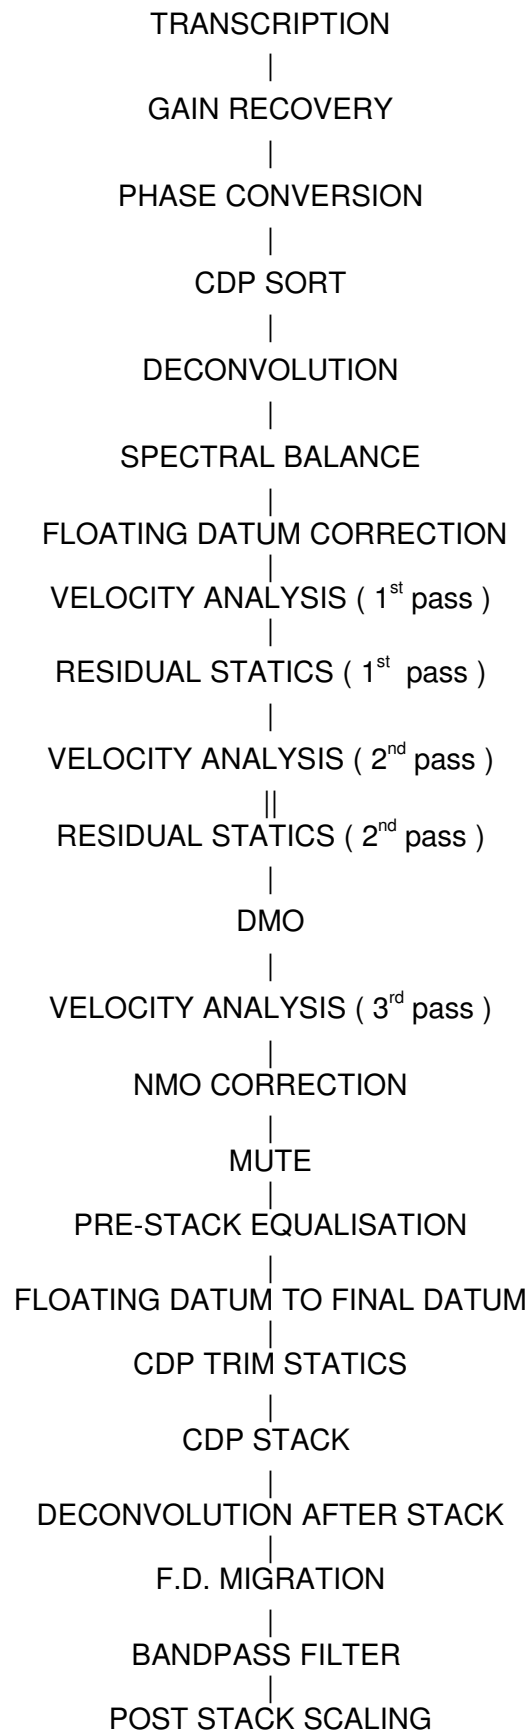 TRANSCRIPTION
|
GAIN RECOVERY
|
PHASE CONVERSION
|
CDP SORT
|
DECONVOLUTION
|
SPECTRAL BALANCE
|
FLOATING DATUM CORRECTION
|
VELOCITY ANALYSIS ( 1st pass )
|
RESIDUAL STATICS ( 1st pass )
|
VELOCITY ANALYSIS ( 2nd pass )
||
RESIDUAL STATICS ( 2nd pass )
|
DMO
|
VELOCITY ANALYSIS ( 3rd pass )
|
NMO CORRECTION
|
MUTE
|
PRE-STACK EQUALISATION
|
FLOATING DATUM TO FINAL DATUM
|
CDP TRIM STATICS
|
CDP STACK
|
DECONVOLUTION AFTER STACK
|
F.D. MIGRATION
|
BANDPASS FILTER
|
POST STACK SCALING